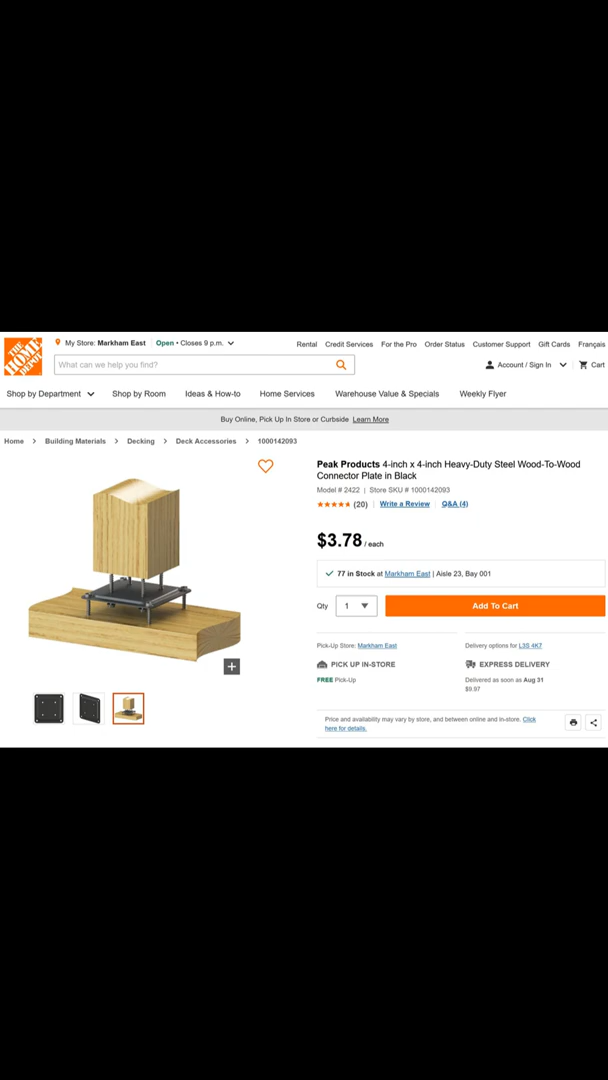 THE HOME DEPOT
My Store: Markham East Open • Closes 9 p.m.
Rental Credit Services For the Pro Order Status Customer Support Gift Cards Français
What can we help you find?
Account / Sign In Cart
Shop by Department Shop by Room Ideas & How-to Home Services Warehouse Value & Specials Weekly Flyer
Buy Online, Pick Up In Store or Curbside Learn More
Home > Building Materials > Decking > Deck Accessories > 1000142093
Peak Products 4-inch x 4-inch Heavy-Duty Steel Wood-To-Wood
Connector Plate in Black
Model # 2422 | Store SKU # 1000142093
(20) | Write a Review | Q&A (4)
$3.78 / each
77 in Stock at Markham East | Aisle 23, Bay 001
Qty 1 Add To Cart
Pick-Up Store: Markham East
PICK UP IN-STORE
FREE Pick-Up
Delivery options for L3S 4K7
EXPRESS DELIVERY
Delivered as soon as Aug 31
$9.97
Price and availability may vary by store, and between online and in-store. Click
here for details.